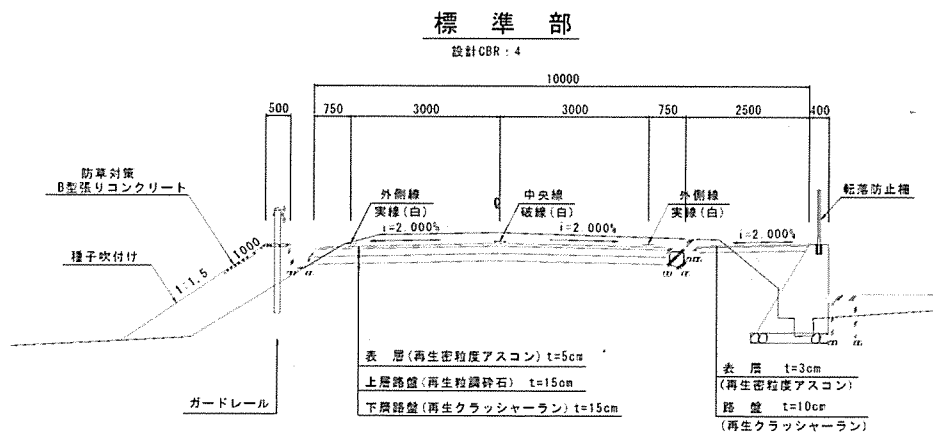 標準部
設計CBR:4
10000
500
750
3000
3000
750
2500
400
防草対策
B型張りコンクリート
外側線
実線(白)
中央線
破線(白)
外側線
実線(白)
転落防止柵
i=2.000%
i=2.000%
i=2.000%
1000
種子吹付け
1:1.5
表 層(再生密粒度アスコン)t=5cm
上層路盤(再生粒調砕石) t=15cm
下層路盤(再生クラッシャーラン)t=15cm
ガードレール
表 層 t=3cm
(再生密粒度アスコン)
路 盤 t=10cm
(再生クラッシャーラン)